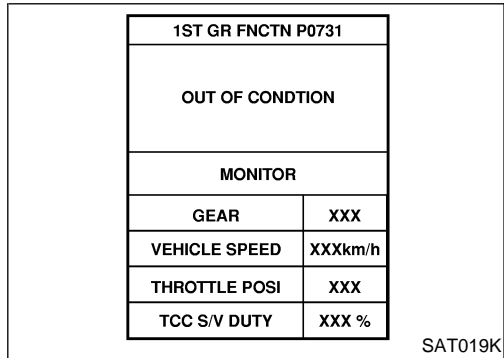 1ST GR FNCTN P0731
OUT OF CONDTION
MONITOR
GEAR XXX
VEHICLE SPEED XXXkm/h
THROTTLE POSI XXX
TCC S/V DUTY XXX %
SAT019K